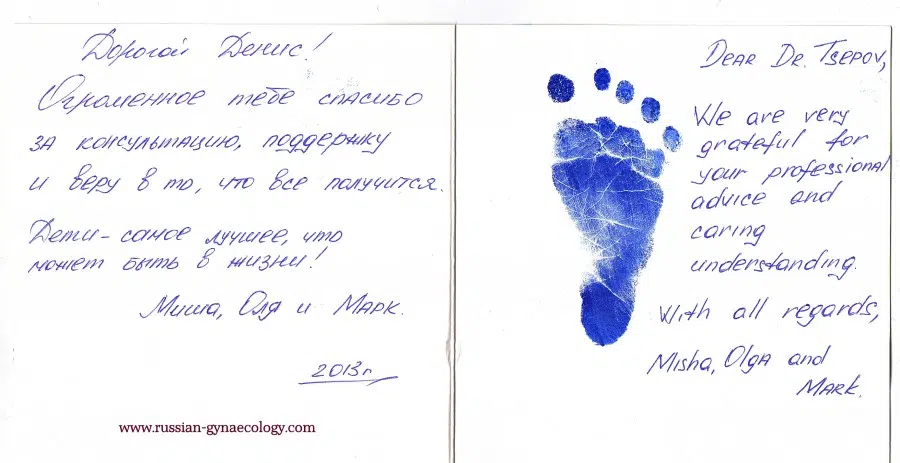 Дорогой Денис!
Огроменное тебе спасибо
за консультацию, поддержку
и веру в то, что все получится.
Дети - самое лучшее, что
может быть в жизни!
Миша, Оля и Марк.
2013г.
www.russian-gynaecology.com
Dear Dr. Tsepov,
We are very
grateful for
your professional
advice and
caring
understanding.
With all regards,
Misha, Olga and
Mark.